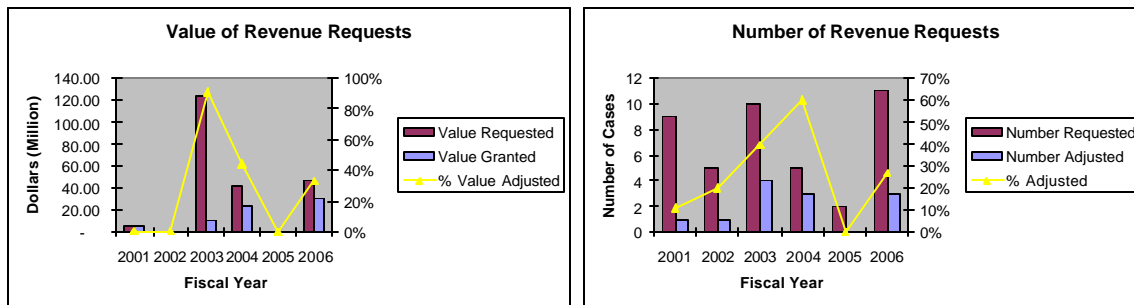 Value of Revenue Requests
Dollars (Million)
140.00
120.00
100.00
80.00
60.00
40.00
20.00
-
100%
80%
60%
40%
20%
0%
2001 2002 2003 2004 2005 2006
Fiscal Year
Value Requested
Value Granted
% Value Adjusted
Number of Revenue Requests
Number of Cases
12
10
8
6
4
2
0
70%
60%
50%
40%
30%
20%
10%
0%
2001 2002 2003 2004 2005 2006
Fiscal Year
Number Requested
Number Adjusted
% Adjusted